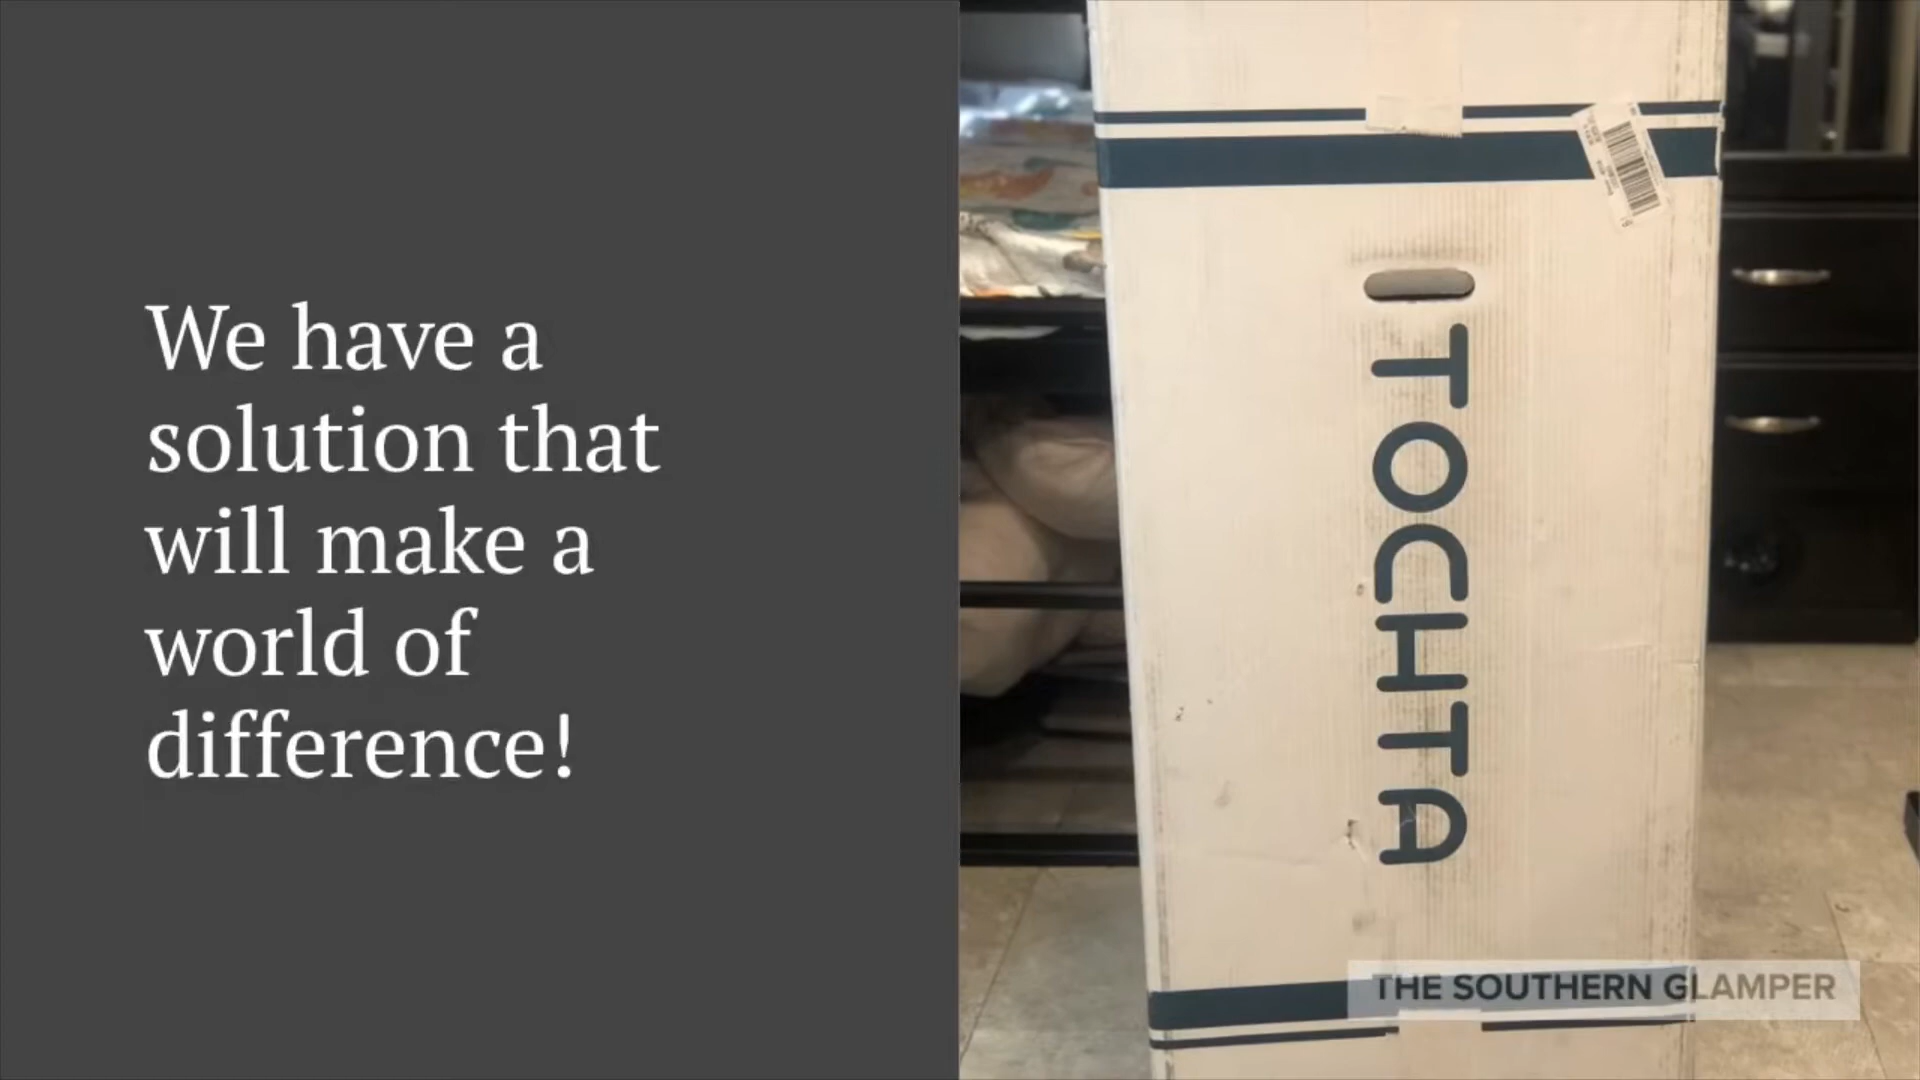 We have a
solution that
will make a
world of
difference!
TOCHTA
THE SOUTHERN GLAMPER